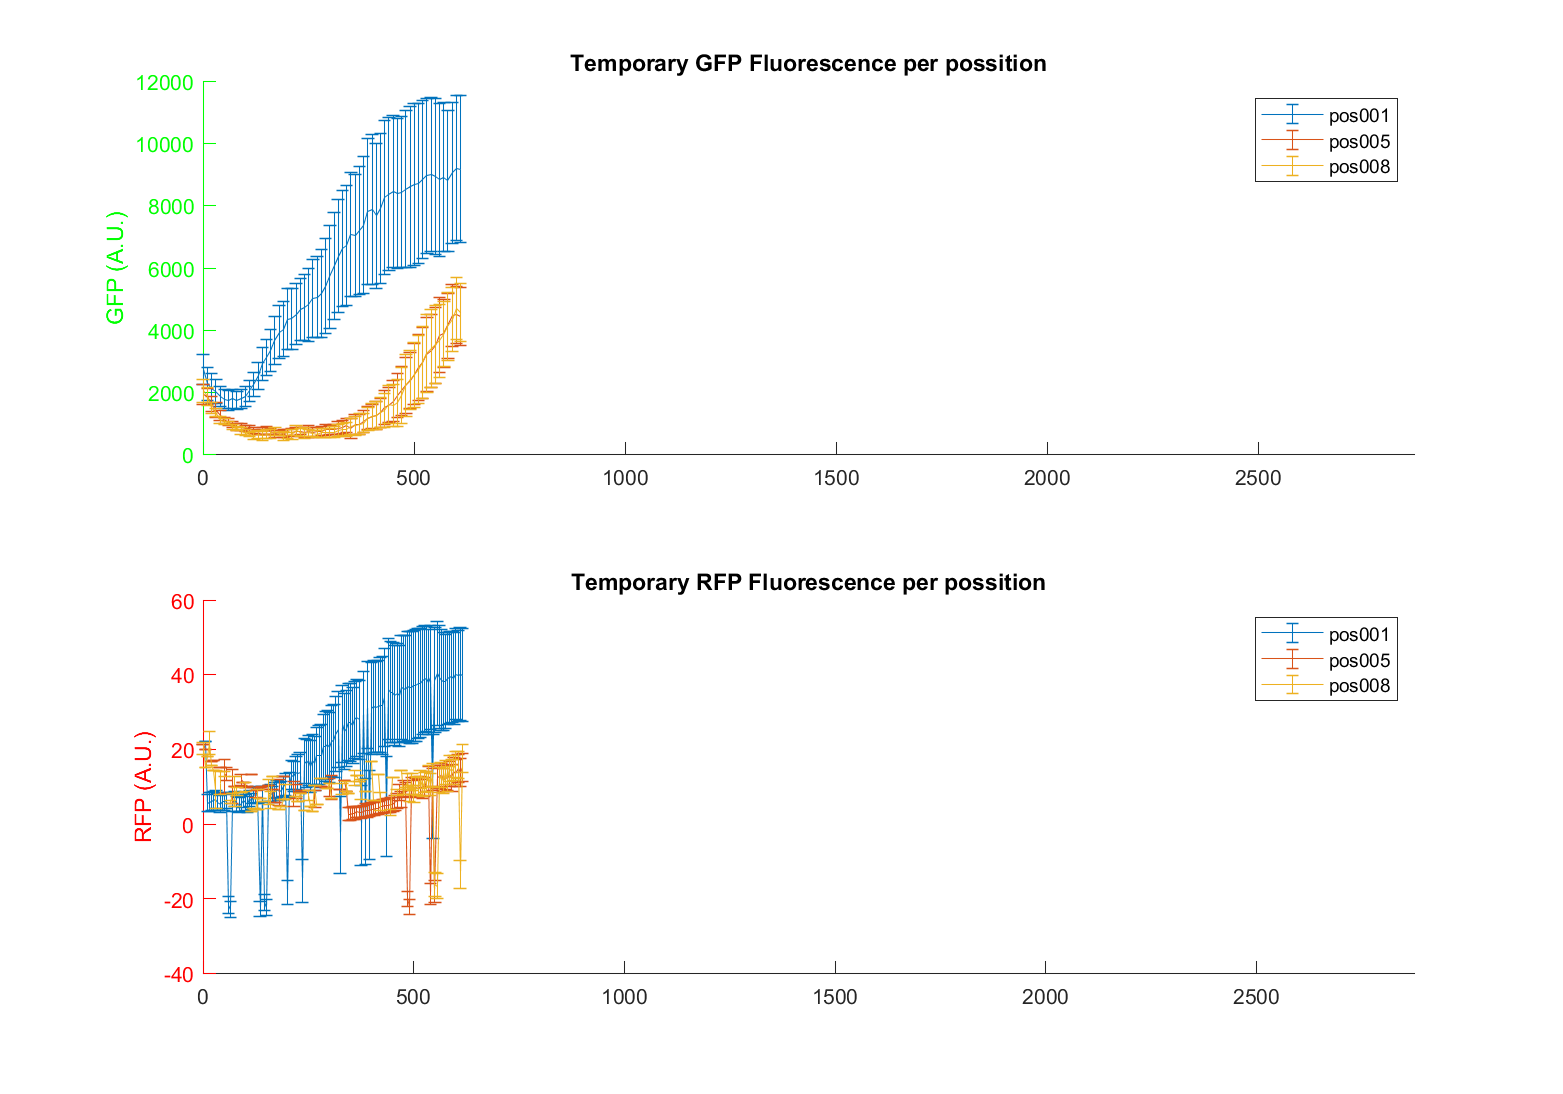 Temporary GFP Fluorescence per possition
12000
10000
8000
6000
4000
2000
0
GFP (A.U.)
pos001
pos005
pos008
0 500 1000 1500 2000 2500
Temporary RFP Fluorescence per possition
60
40
20
0
-20
-40
RFP (A.U.)
pos001
pos005
pos008
0 500 1000 1500 2000 2500